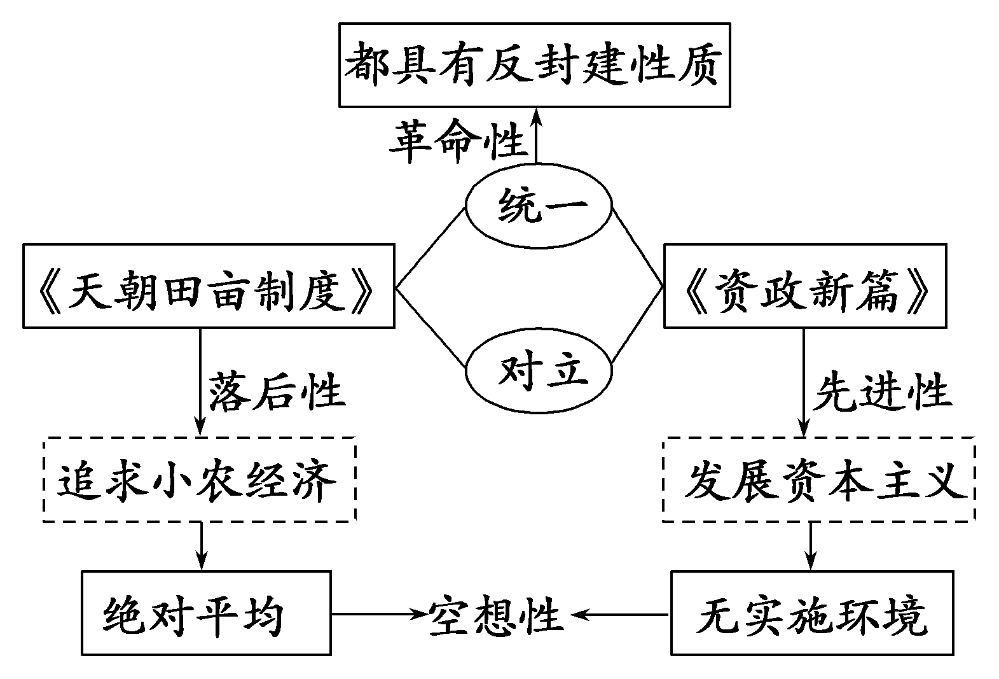 都具有反封建性质
革命性
统一
《天朝田亩制度》
《资政新篇》
对立
落后性
先进性
追求小农经济
发展资本主义
绝对平均
空想性
无实施环境